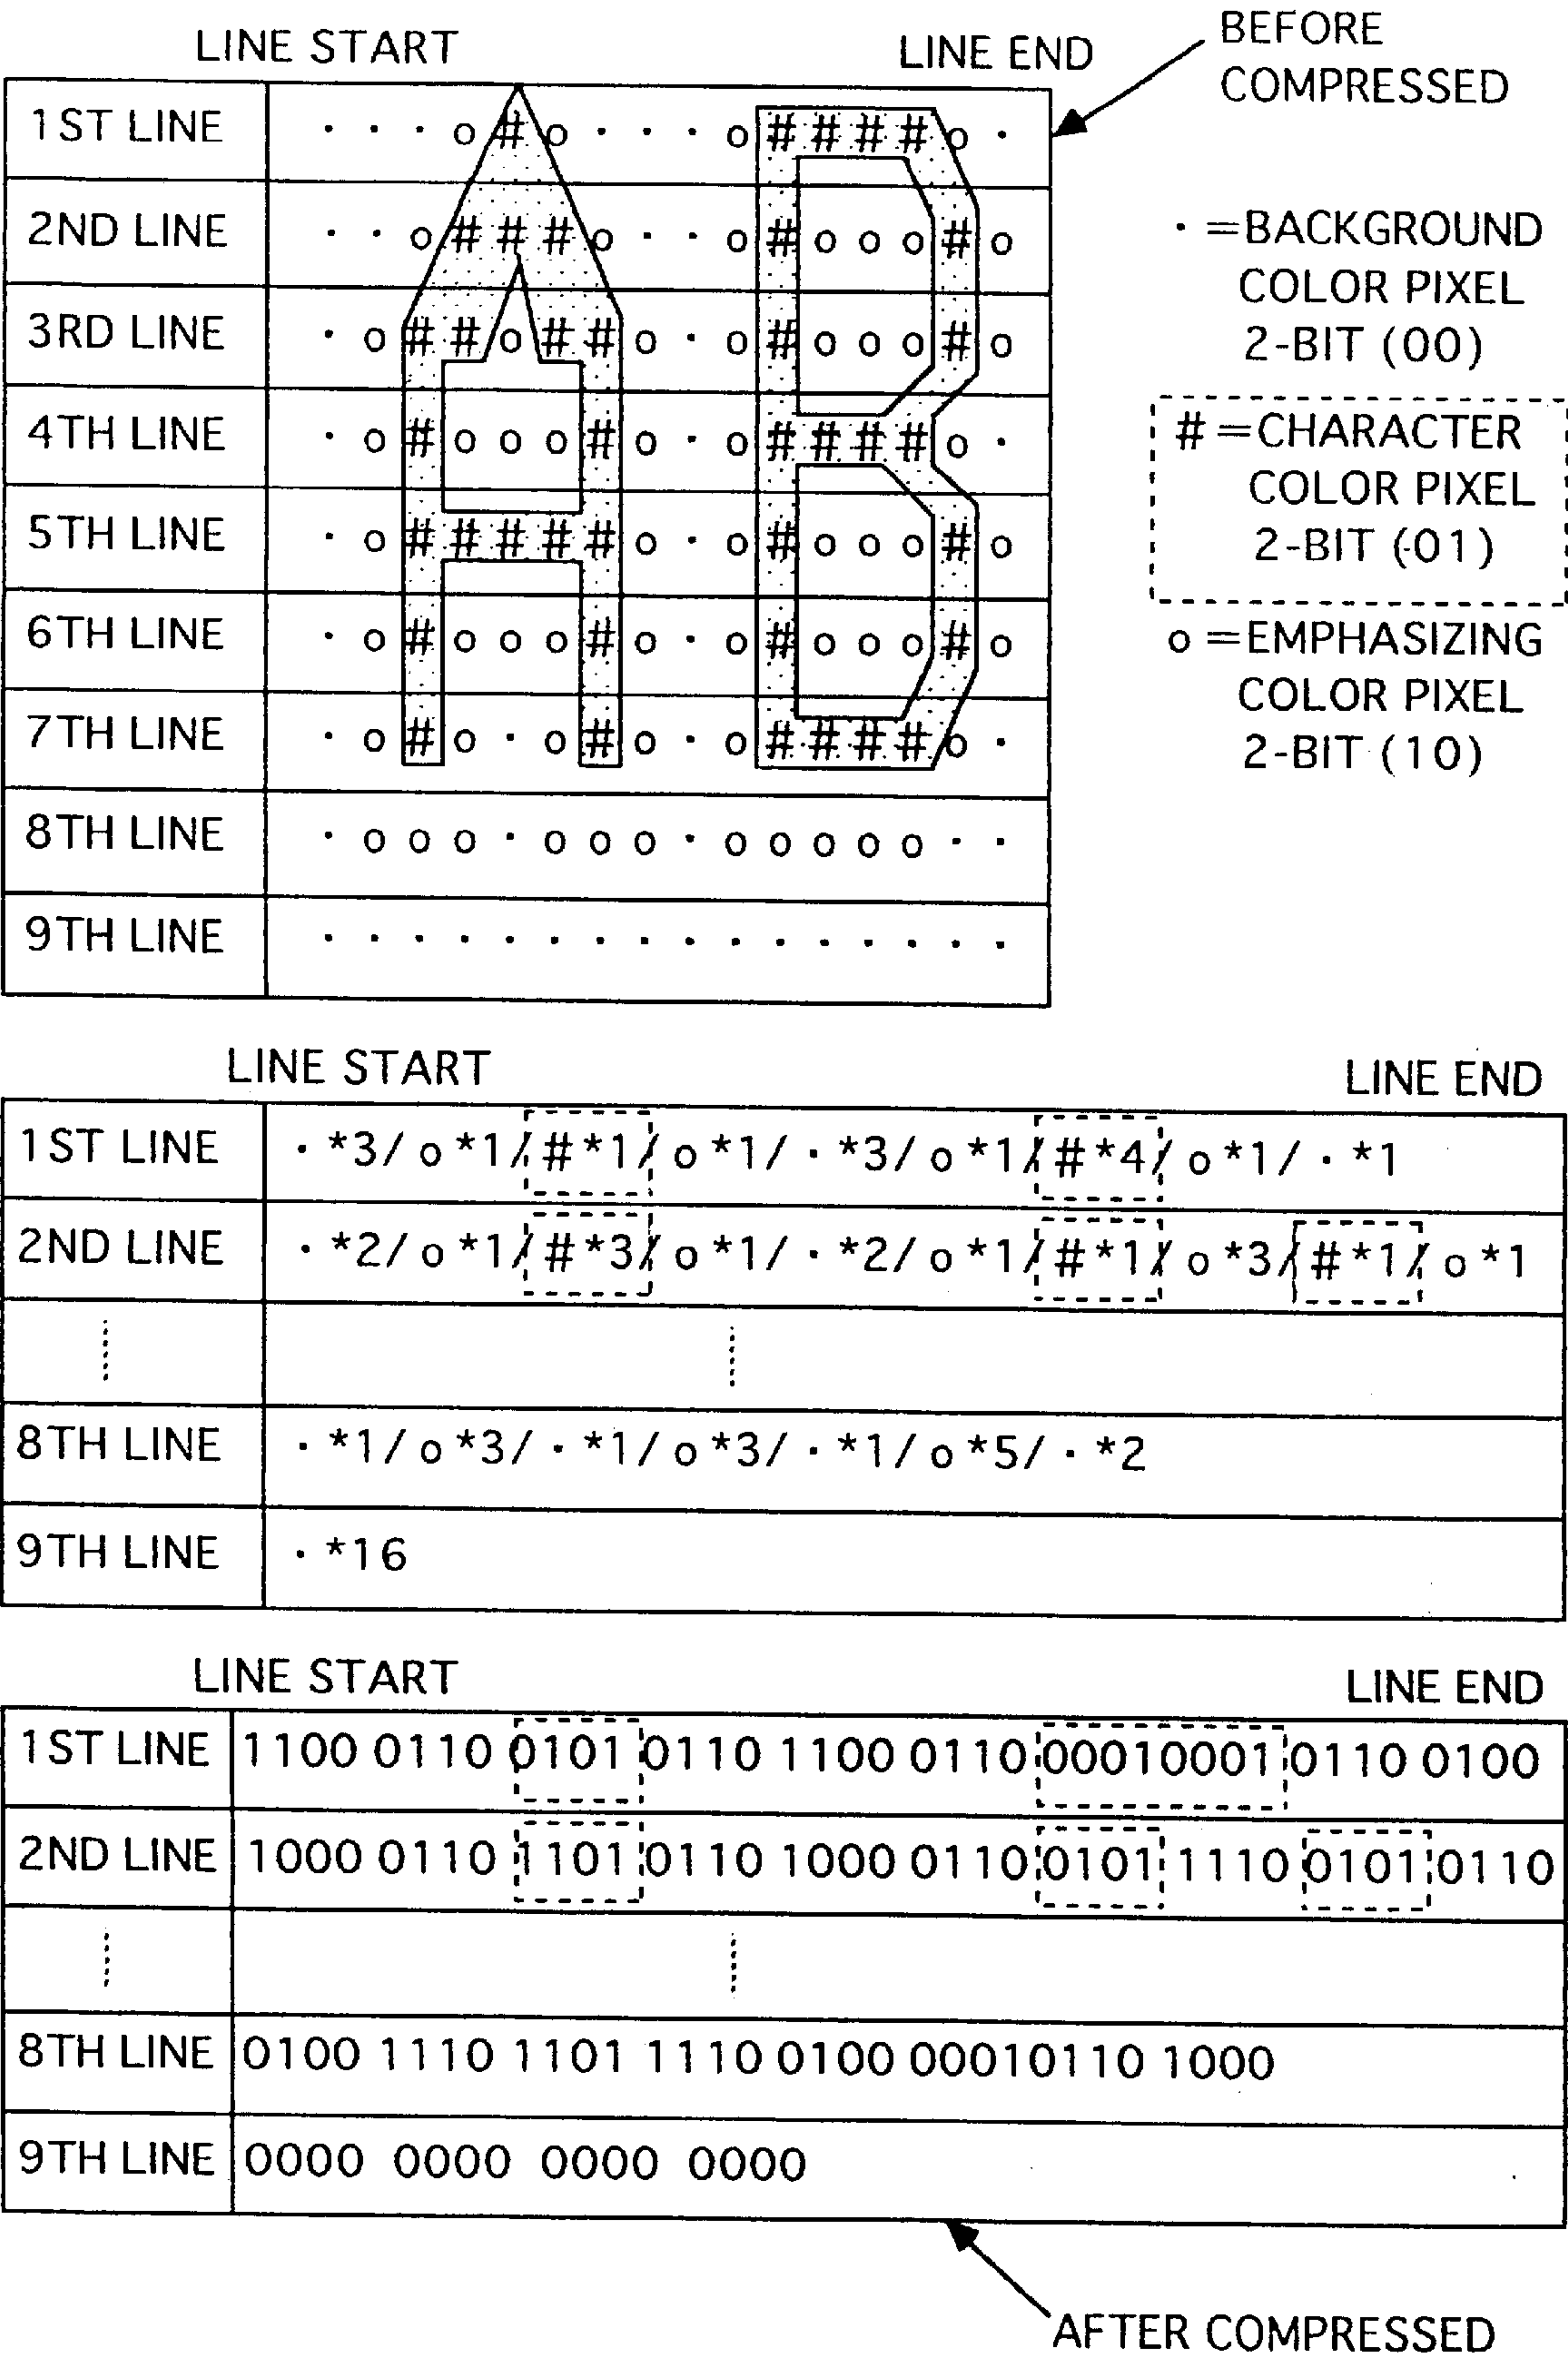 LINE START LINE END
BEFORE
COMPRESSED
1ST LINE · · · o # o · · · o # # # # o ·
2ND LINE · · o # # # o · · o # o o o # o
3RD LINE · o # # o # # o · o # o o o # o
4TH LINE · o # o o o # o · o # # # # o ·
5TH LINE · o # # # # # o · o # o o o # o
6TH LINE · o # o o o # o · o # o o o # o
7TH LINE · o # o · o # o · o # # # # o ·
8TH LINE · o o o · o o o · o o o o o · ·
9TH LINE · · · · · · · · · · · · · · · ·
· =BACKGROUND
COLOR PIXEL
2-BIT (00)
# =CHARACTER
COLOR PIXEL
2-BIT (01)
o =EMPHASIZING
COLOR PIXEL
2-BIT (10)
LINE START LINE END
1ST LINE · *3/ o *1/ # *1/ o *1/ · *3/ o *1/ # *4/ o *1/ · *1
2ND LINE · *2/ o *1/ # *3/ o *1/ · *2/ o *1/ # *1/ o *3/ # *1/ o *1
8TH LINE · *1/ o *3/ · *1/ o *3/ · *1/ o *5/ · *2
9TH LINE · *16
LINE START LINE END
1ST LINE 1100 0110 0101 0110 1100 0110 00010001 0110 0100
2ND LINE 1000 0110 1101 0110 1000 0110 0101 1110 0101 0110
8TH LINE 0100 1110 1101 1110 0100 00010110 1000
9TH LINE 0000 0000 0000 0000
AFTER COMPRESSED